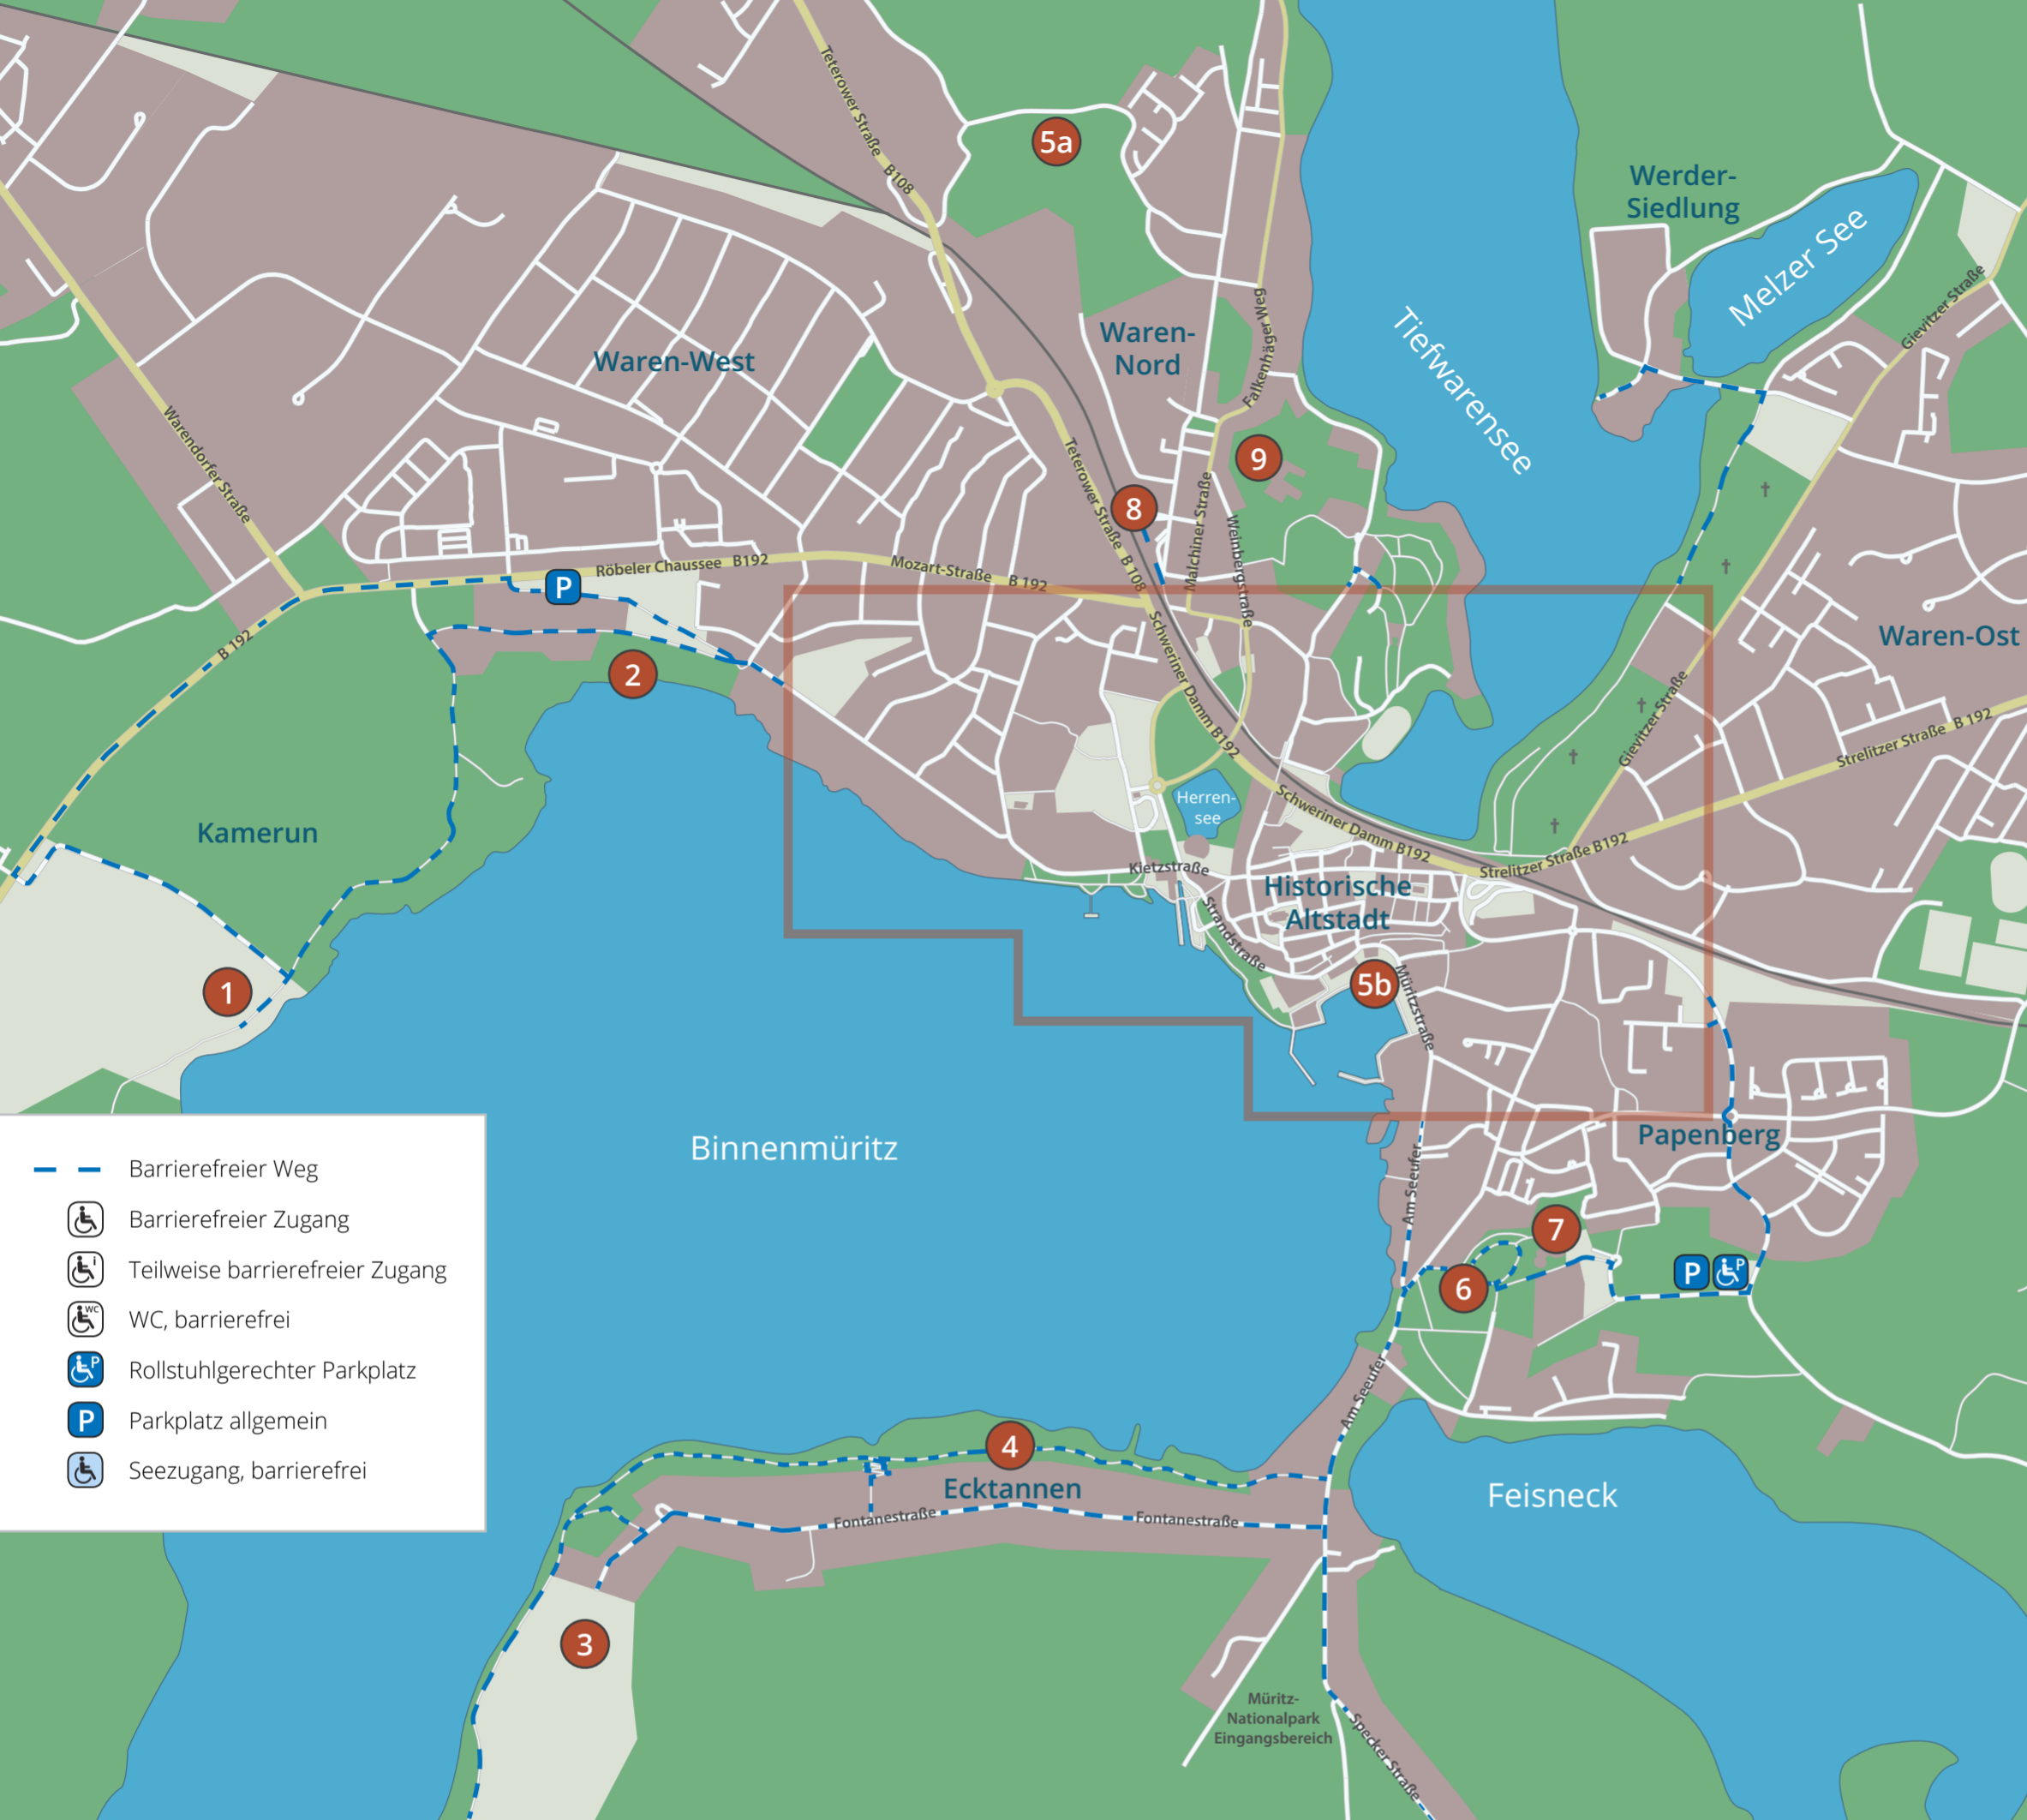 Teterower Straße
B108
5a
Werder-
Siedlung
Melzer See
Gievitzer Straße
Waren-
Nord
Waren-West
Falkenhäger Weg
Tiefwarensee
Warendorfer Straße
Teterower Straße B 108
8
9
Malchiner Straße
Weinbergstraße
P
Röbeler Chaussee B192
Mozart-Straße B 192
B 192
2
Schweriner Damm B192
Waren-Ost
Gievitzer Straße
Strelitzer Straße B 192
Herren-
see
Kamerun
Schweriner Damm B192
Strelitzer Straße B192
Kietzstraße
Historische
Altstadt
Strandstraße
1
5b
Müritzstraße
Binnenmüritz
Papenberg
Am Seeufer
7
6
P
P
Am Seeufer
4
Ecktannen
Fontanestraße
Fontanestraße
Feisneck
3
Müritz-
Nationalpark
Eingangsbereich
Specker Straße
Barrierefreier Weg
Barrierefreier Zugang
i
Teilweise barrierefreier Zugang
WC
WC, barrierefrei
P
Rollstuhlgerechter Parkplatz
P
Parkplatz allgemein
Seezugang, barrierefrei